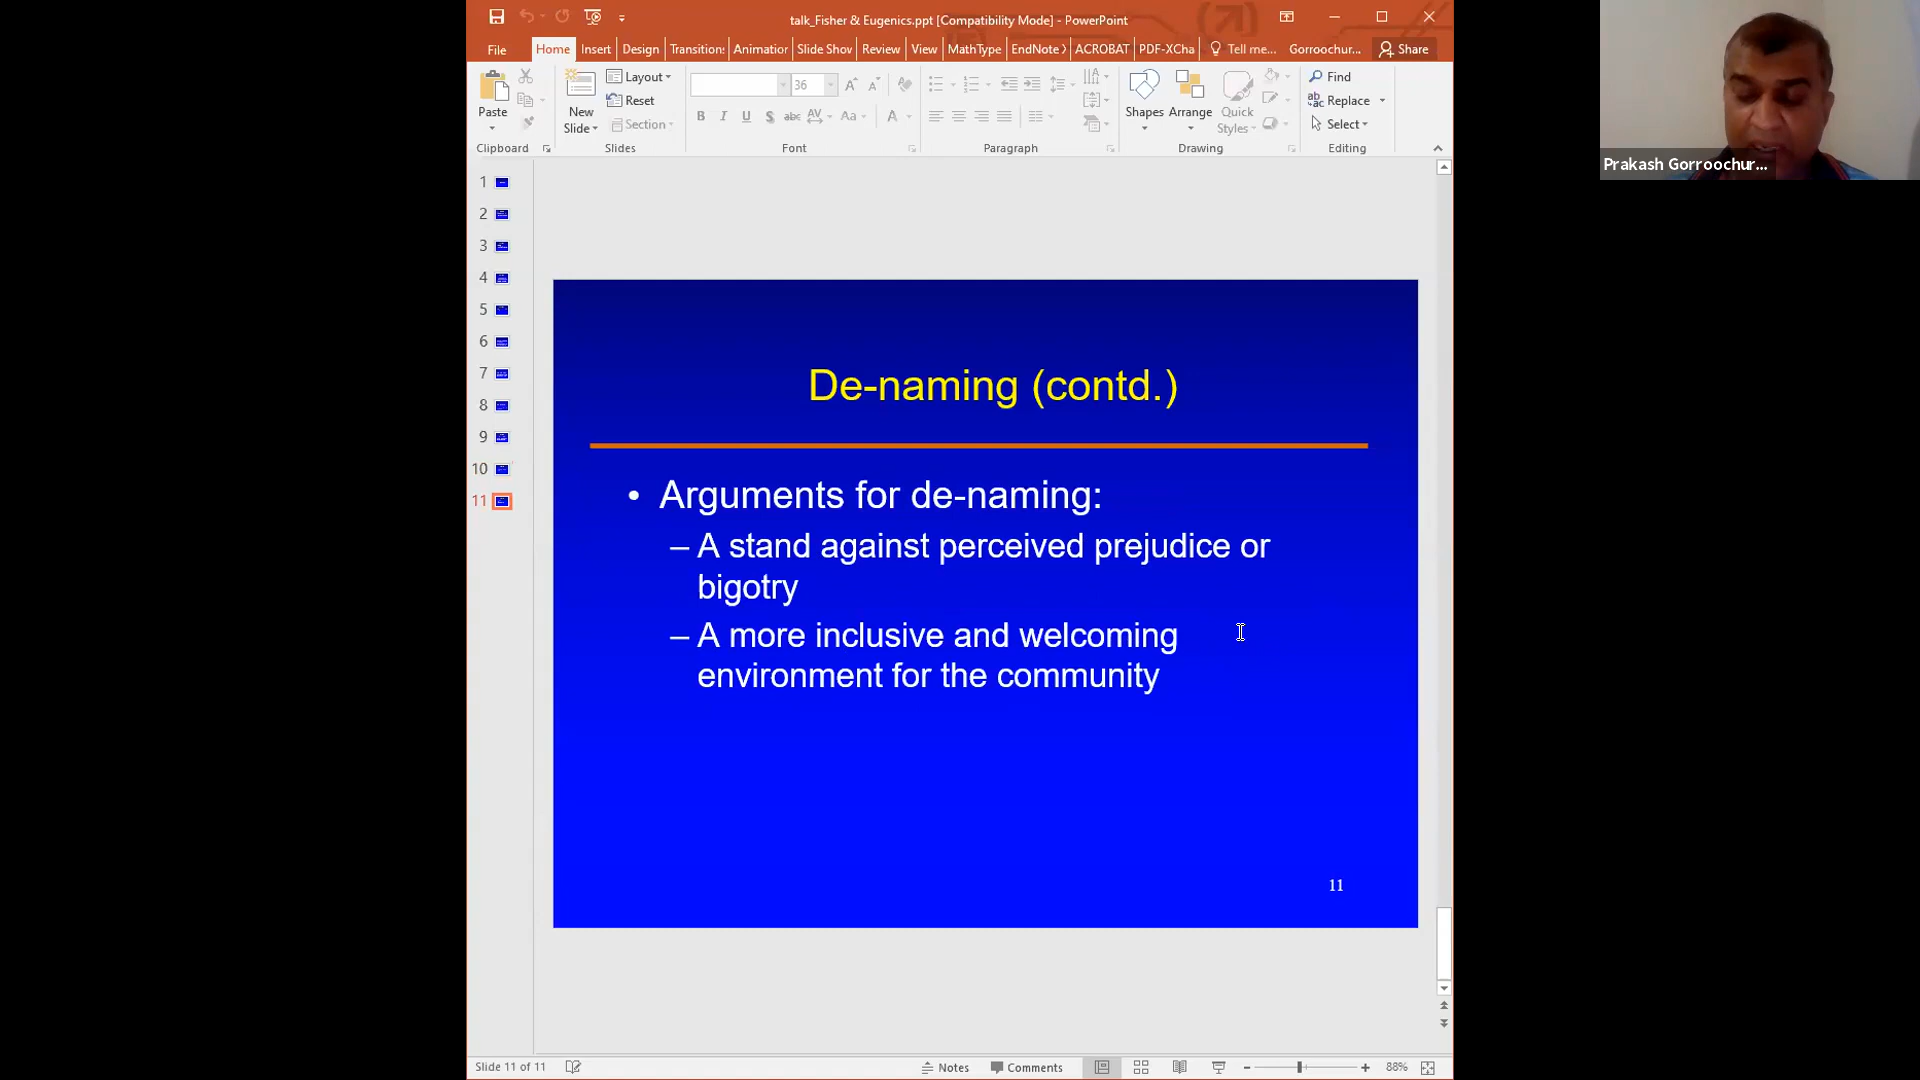 talk_Fisher & Eugenics.ppt [Compatibility Mode] - PowerPoint
File Home Insert Design Transition: Animation Slide Shov Review View MathType EndNote X ACROBAT PDF-XCha Tell me... Gorroochur... Share
Paste
New
Slide
Layout
Reset
Section
36
B I U S abc AV Aa A
Shapes Arrange Quick
Styles
Find
Replace
Select
Clipboard Slides Font Paragraph Drawing Editing
1
2
3
4
5
6
7
8
9
10
11
De-naming (contd.)
• Arguments for de-naming:
– A stand against perceived prejudice or
bigotry
– A more inclusive and welcoming
environment for the community
11
Slide 11 of 11 Notes Comments 88%
Prakash Gorroochur...